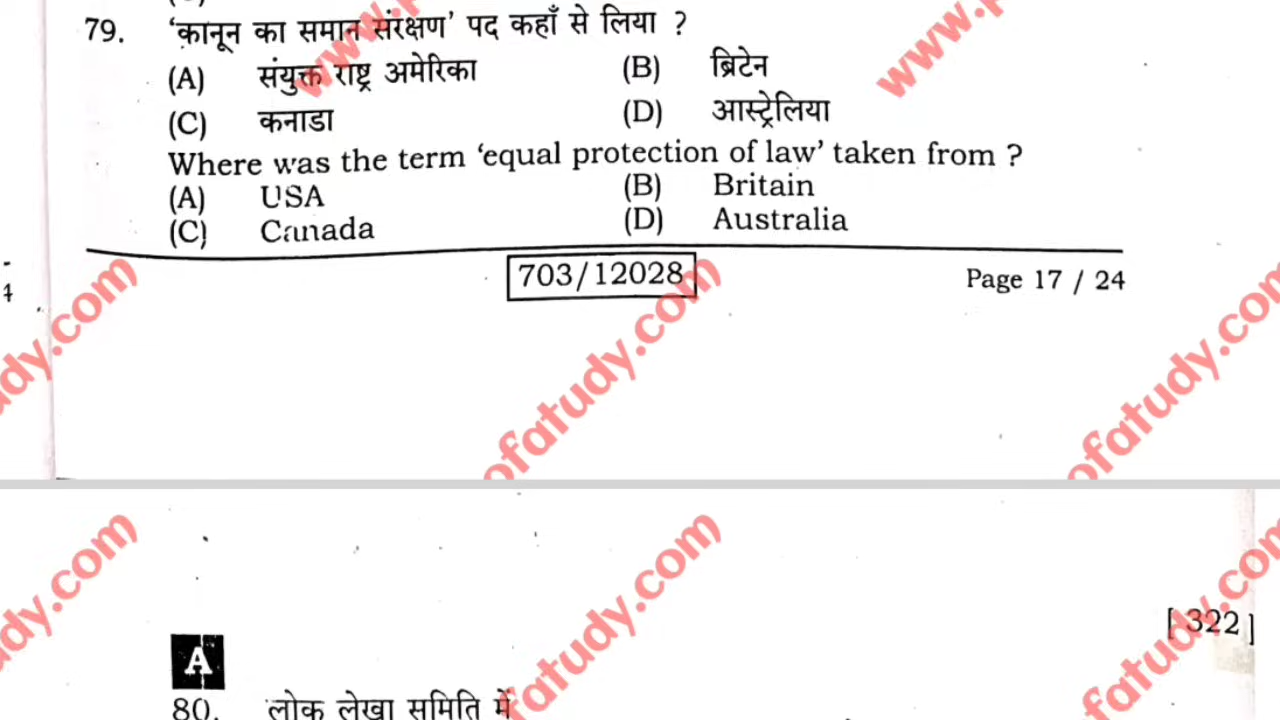 79. ‘कानून का समान संरक्षण’ पद कहाँ से लिया ?
(A) संयुक्त राष्ट्र अमेरिका (B) ब्रिटेन
(C) कनाडा (D) आस्ट्रेलिया
Where was the term ‘equal protection of law’ taken from ?
(A) USA (B) Britain
(C) Canada (D) Australia
703/12028 Page 17 / 24
[ 322 ]
A
80. लोक लेखा समिति में